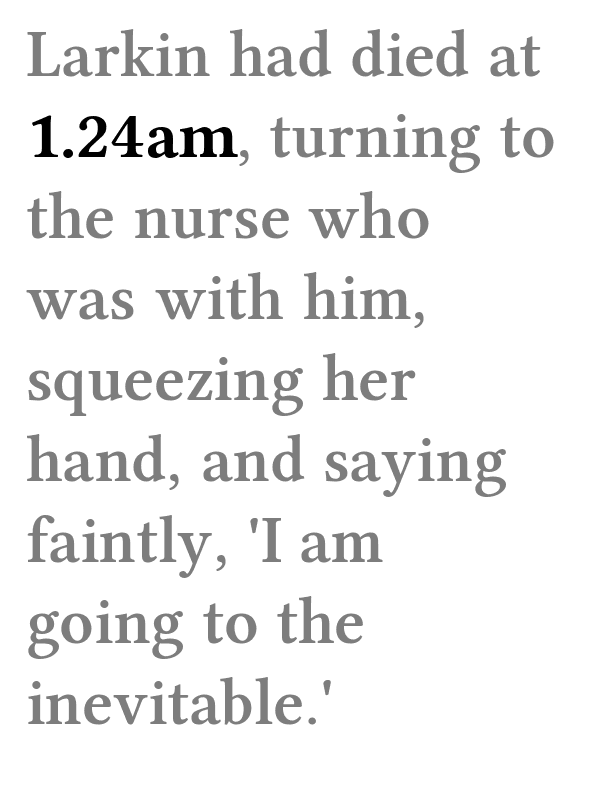 Larkin had died at
1.24am, turning to
the nurse who
was with him,
squeezing her
hand, and saying
faintly, 'I am
going to the
inevitable.'